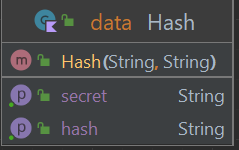 data Hash
m Hash(String, String)
p secret String
p hash String